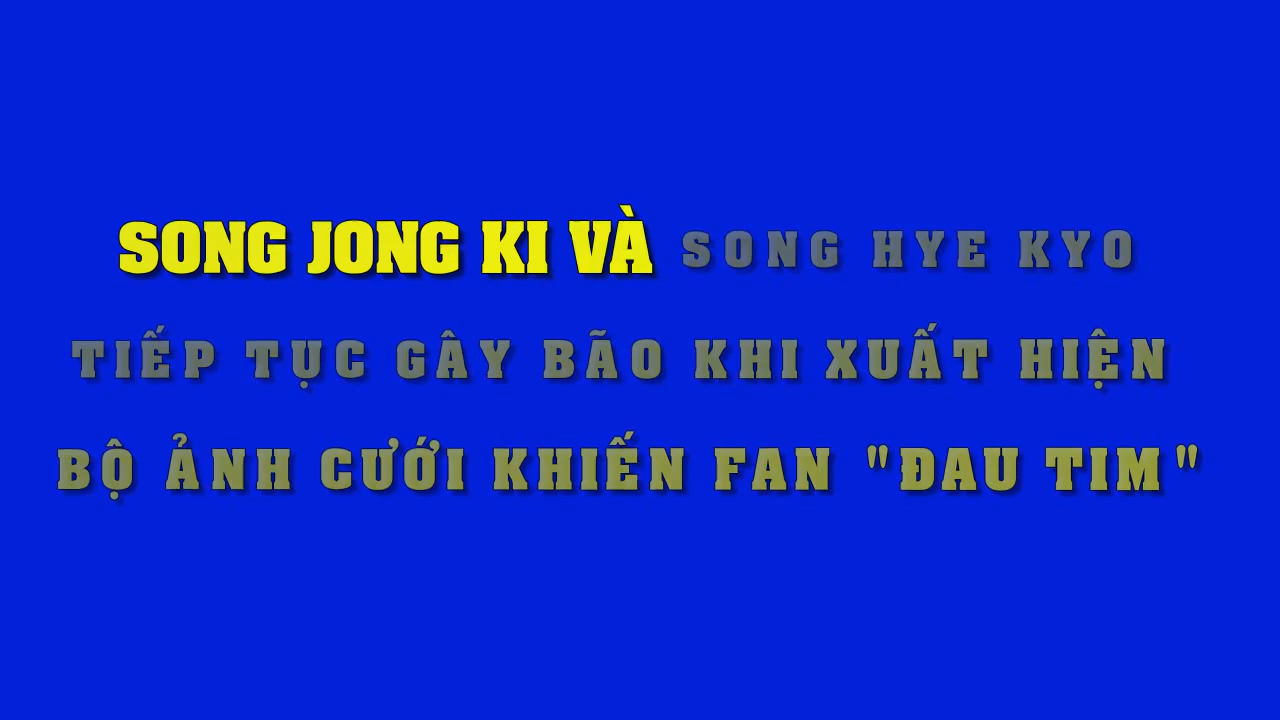 SONG JONG KI VÀ SONG HYE KYO
TIẾP TỤC GÂY BÃO KHI XUẤT HIỆN
BỘ ẢNH CƯỚI KHIẾN FAN "ĐAU TIM"